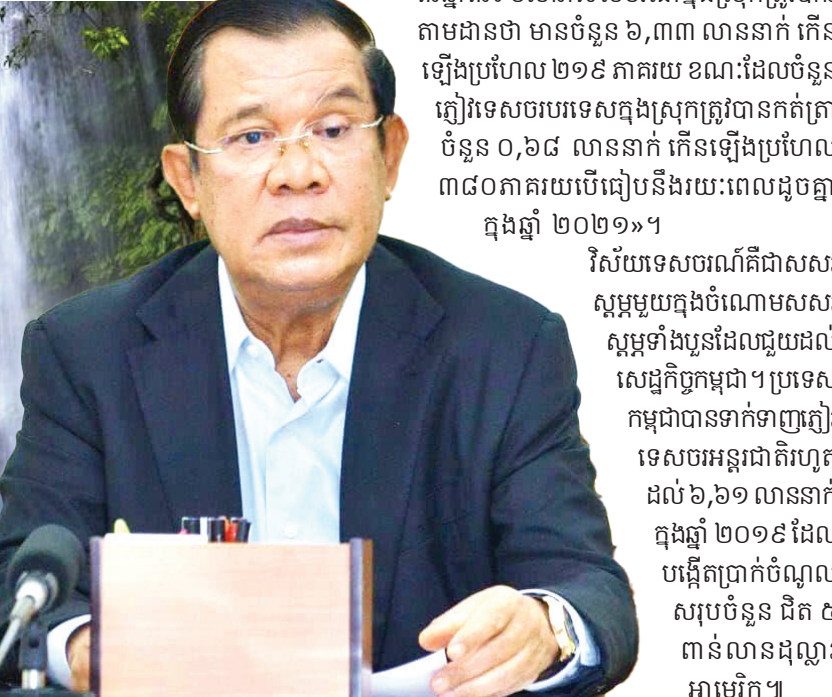 តាមដានថា មានចំនួន ៦,៣៣ លាននាក់ កើន
ឡើងប្រហែល ២១៩ ភាគរយ ខណៈដែលចំនួន
ភ្ញៀវទេសចរបរទេសក្នុងស្រុកត្រូវបានកត់ត្រា
ចំនួន ០,៦៨ លាននាក់ កើនឡើងប្រហែល
៣៨០ភាគរយបើធៀបនឹងរយៈពេលដូចគ្នា
ក្នុងឆ្នាំ ២០២១»។
វិស័យទេសចរណ៍គឺជាសសរ
ស្តម្ភមួយក្នុងចំណោមសសរ
ស្តម្ភទាំងបួនដែលជួយដល់
សេដ្ឋកិច្ចកម្ពុជា។ ប្រទេស
កម្ពុជាបានទាក់ទាញភ្ញៀវ
ទេសចរអន្តរជាតិរហូត
ដល់ ៦,៦១ លាននាក់
ក្នុងឆ្នាំ ២០១៩ ដែល
បង្កើតប្រាក់ចំណូល
សរុបចំនួន ជិត ៥
ពាន់លានដុល្លារ
អាមេរិក៕